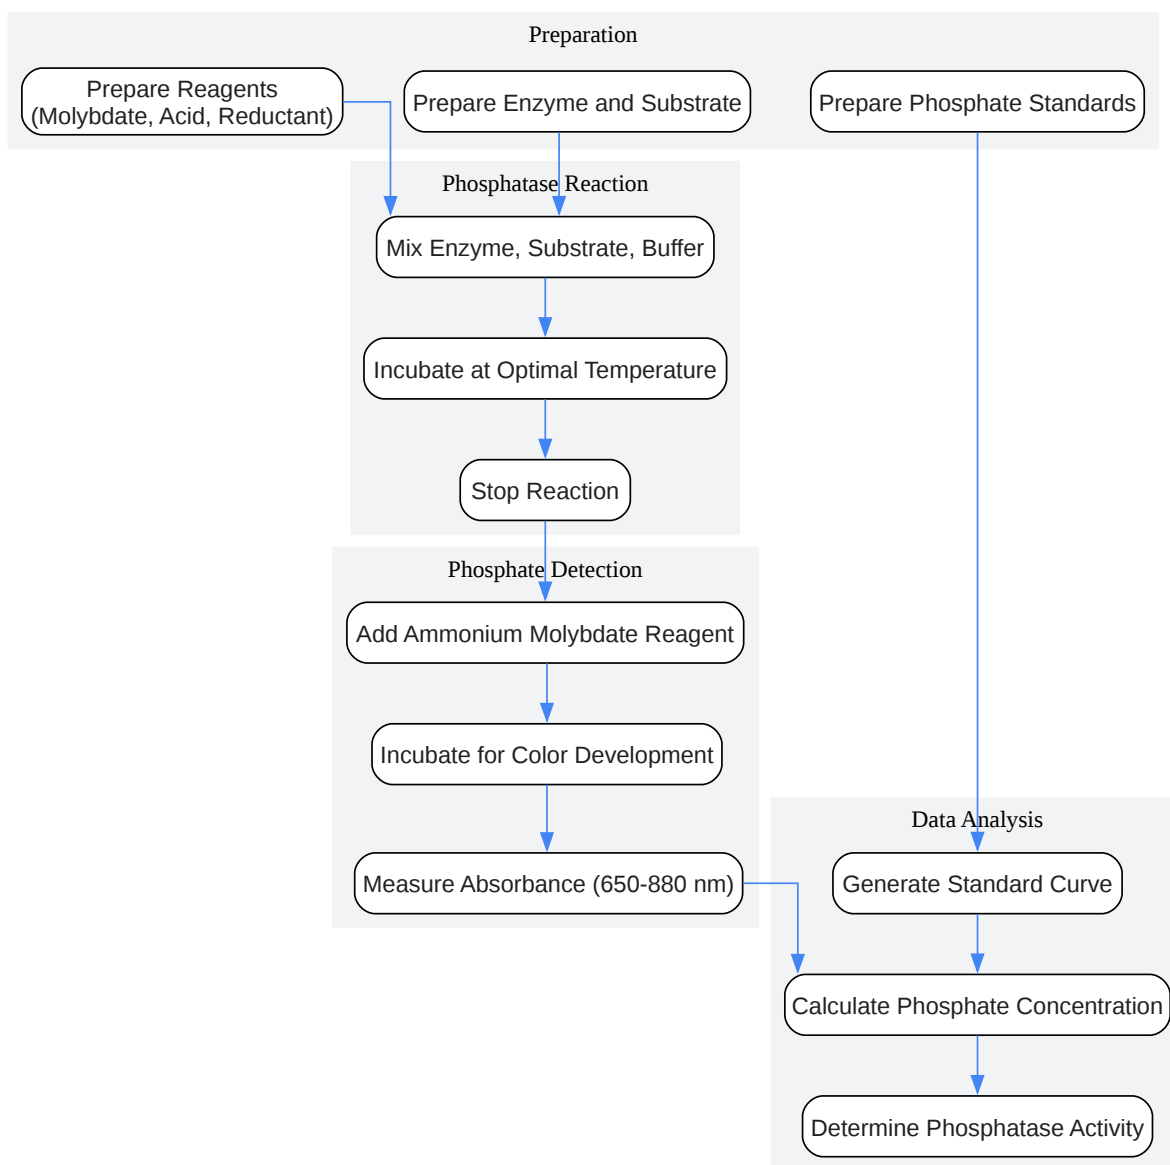 Preparation
Prepare Reagents
(Molybdate, Acid, Reductant)
Prepare Enzyme and Substrate
Prepare Phosphate Standards
Phosphatase Reaction
Mix Enzyme, Substrate, Buffer
Incubate at Optimal Temperature
Stop Reaction
Phosphate Detection
Add Ammonium Molybdate Reagent
Incubate for Color Development
Measure Absorbance (650-880 nm)
Data Analysis
Generate Standard Curve
Calculate Phosphate Concentration
Determine Phosphatase Activity